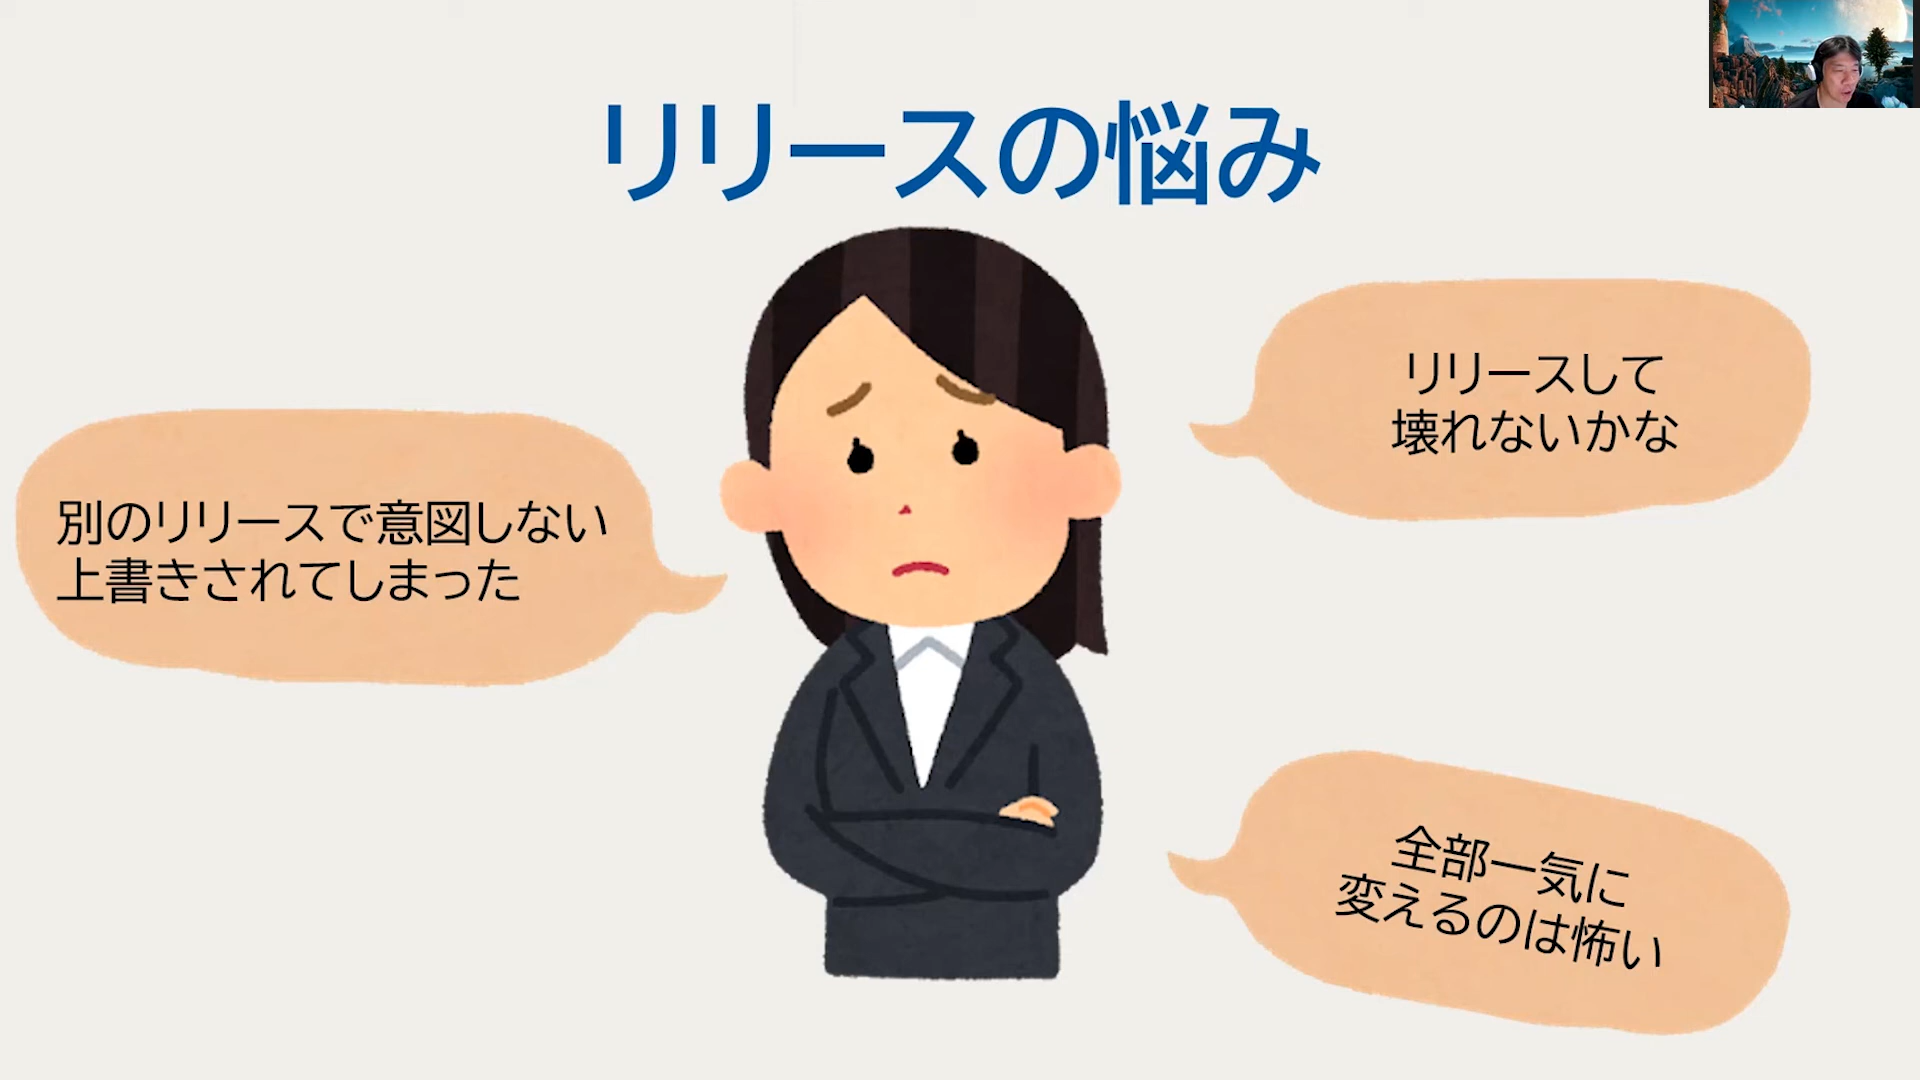 リリースの悩み
別のリリースで意図しない
上書きされてしまった
リリースして
壊れないかな
全部一気に
変えるのは怖い